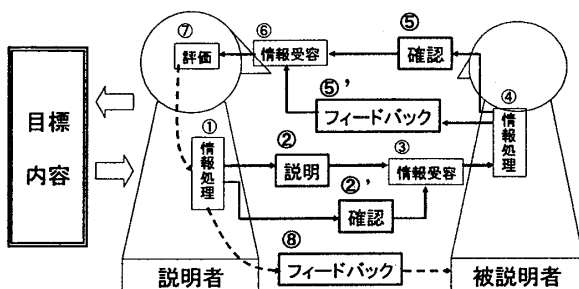 ⑦
評価
⑥
情報受容
⑤
確認
⑤'
フィードバック
④
情報処理
目標
内容
①
情報処理
②
説明
③
情報受容
②'
確認
⑧
フィードバック
説明者
被説明者